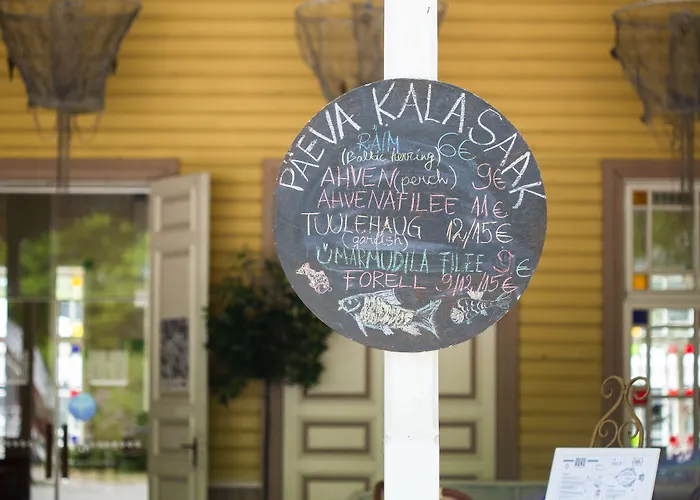 PÄEVA KALASAAK
RÄIM 6€
(Baltic herring)
AHVEN (perch) 9€
AHVENAFILEE 11€
TUULEHAUG 12/15€
(garfish)
ÜMARMUDILA FILEE 9€
FORELL 9/12/15€